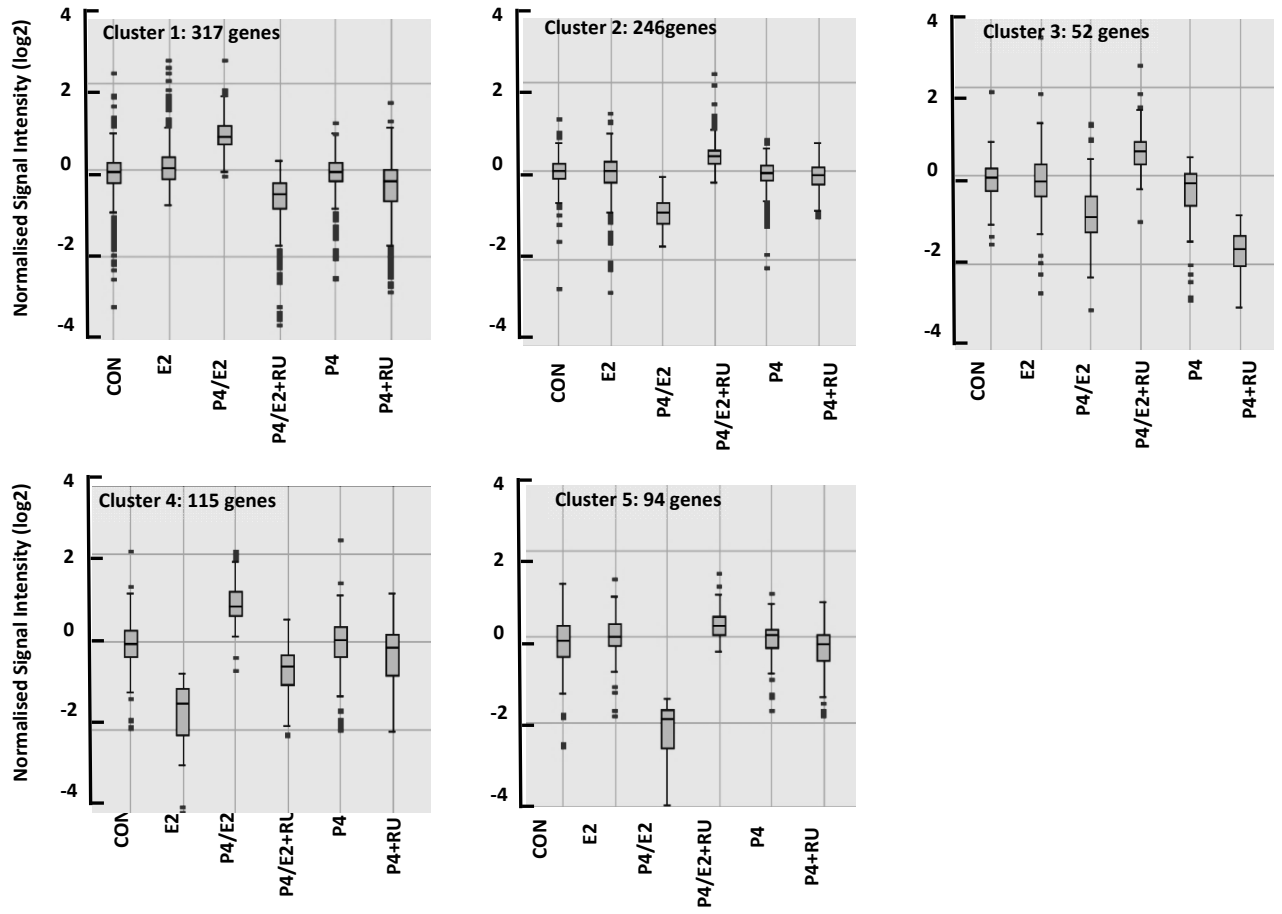 Normalised Signal Intensity (log2)
4
2
0
-2
-4
Cluster 1: 317 genes
CON
E2
P4/E2
P4/E2+RU
P4
P4+RU
4
2
0
-2
-4
Cluster 2: 246genes
CON
E2
P4/E2
P4/E2+RU
P4
P4+RU
4
2
0
-2
-4
Cluster 3: 52 genes
CON
E2
P4/E2
P4/E2+RU
P4
P4+RU
Normalised Signal Intensity (log2)
4
2
0
-2
-4
Cluster 4: 115 genes
CON
E2
P4/E2
P4/E2+RU
P4
P4+RU
4
2
0
-2
-4
Cluster 5: 94 genes
CON
E2
P4/E2
P4/E2+RU
P4
P4+RU